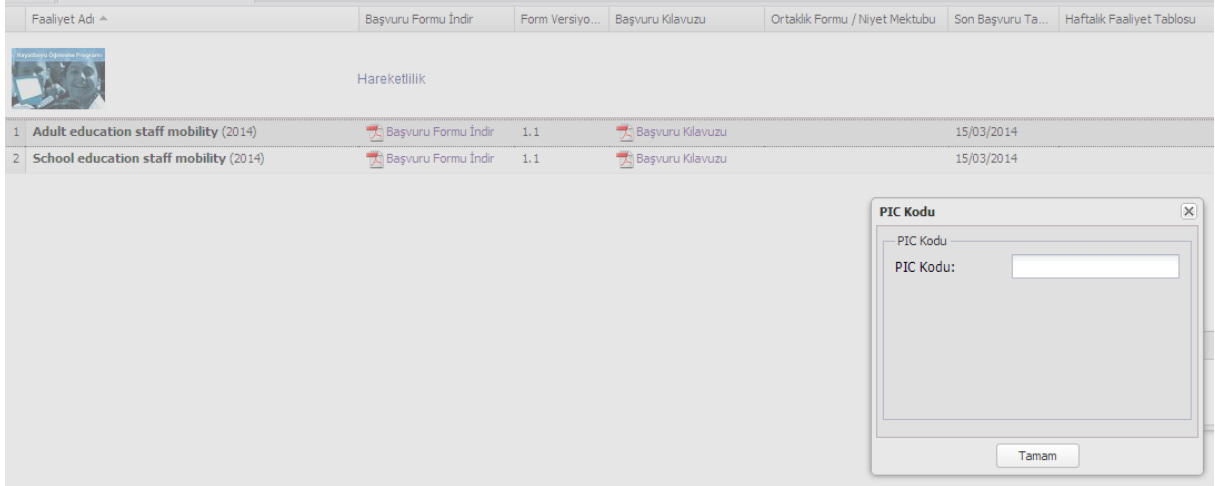 Faaliyet Adı Başvuru Formu İndir Form Versiyo... Başvuru Kılavuzu Ortaklık Formu / Niyet Mektubu Son Başvuru Ta... Haftalık Faaliyet Tablosu
Hayatboyu Öğrenme Programı
Hareketlilik
1 Adult education staff mobility (2014) Başvuru Formu İndir 1.1 Başvuru Kılavuzu 15/03/2014
2 School education staff mobility (2014) Başvuru Formu İndir 1.1 Başvuru Kılavuzu 15/03/2014
PIC Kodu
PIC Kodu
PIC Kodu:
Tamam